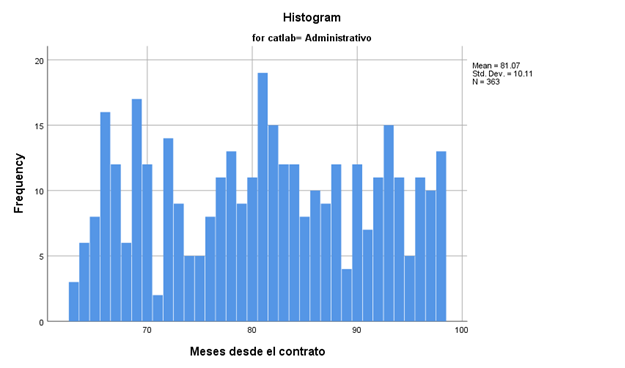 Histogram
for catlab= Administrativo
Mean = 81.07
Std. Dev. = 10.11
N = 363
Frequency
20
15
10
5
0
70 80 90 100
Meses desde el contrato